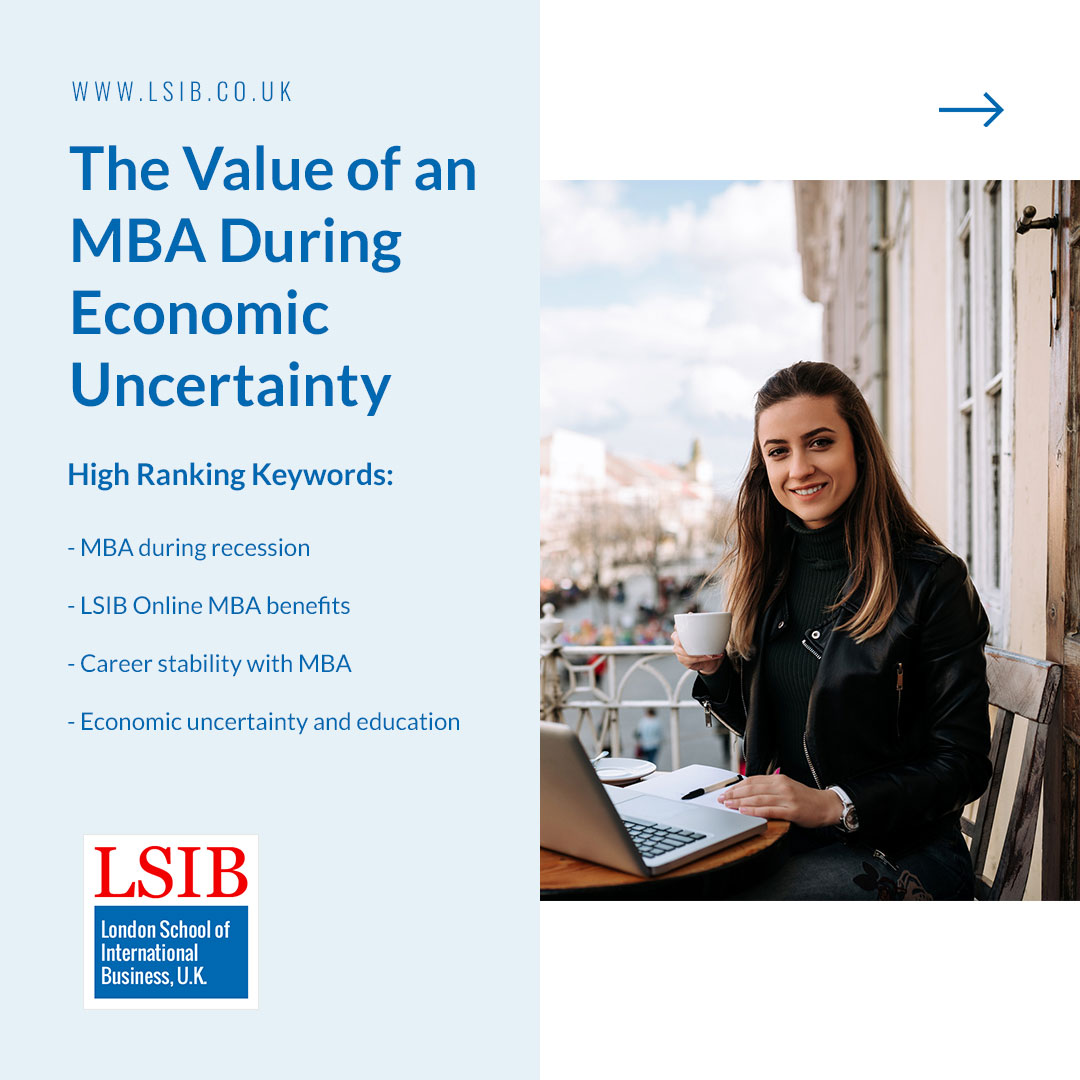 WWW.LSIB.CO.UK
The Value of an
MBA During
Economic
Uncertainty
High Ranking Keywords:
- MBA during recession
- LSIB Online MBA benefits
- Career stability with MBA
- Economic uncertainty and education
LSIB
London School of
International
Business, U.K.